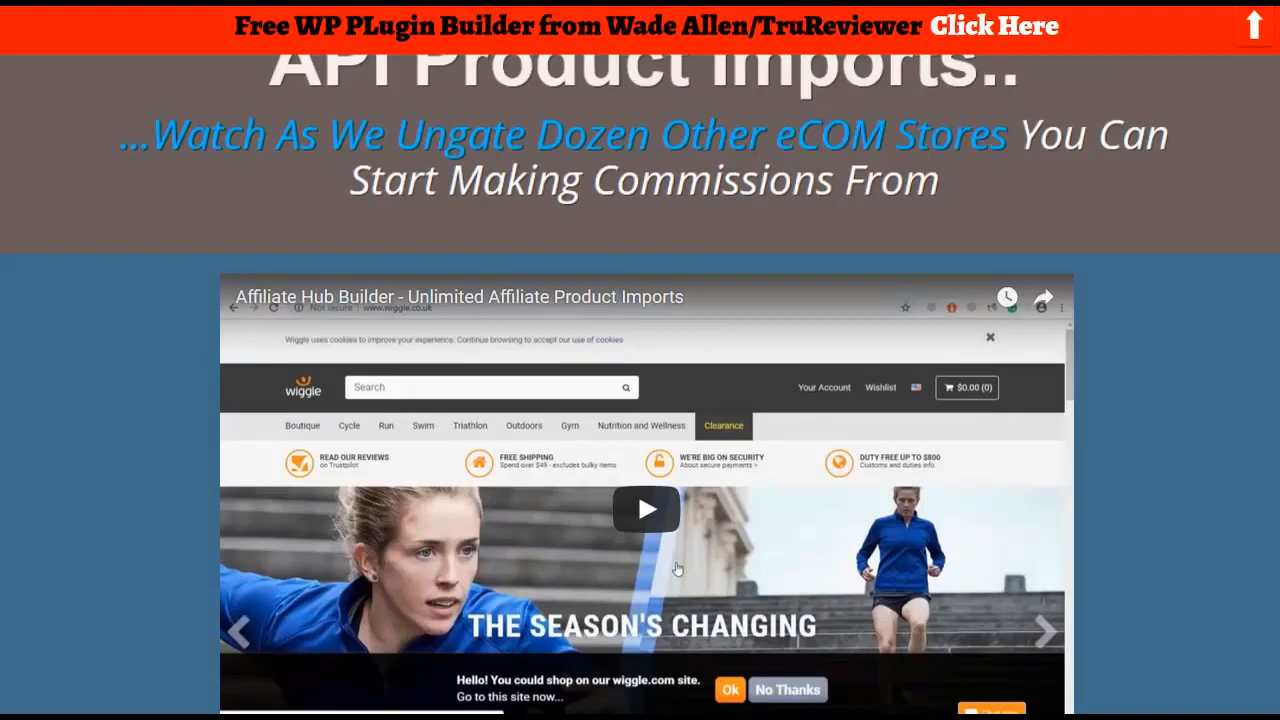 Free WP PLugin Builder from Wade Allen/TruReviewer Click Here
API Product Imports..
...Watch As We Ungate Dozen Other eCOM Stores You Can
Start Making Commissions From
Affiliate Hub Builder - Unlimited Affiliate Product Imports
Not secure | www.wiggle.co.uk
Wiggle uses cookies to improve your experience. Continue browsing to accept our use of cookies
wiggle
Search
Your Account
Wishlist
$0.00 (0)
Boutique Cycle Run Swim Triathlon Outdoors Gym Nutrition and Wellness Clearance
READ OUR REVIEWS
on Trustpilot
FREE SHIPPING
Spend over $49 - excludes bulky items
WE'RE BIG ON SECURITY
About secure payments »
DUTY FREE UP TO $800
Customs and duties info
THE SEASON'S CHANGING
Hello! You could shop on our wiggle.com site.
Go to this site now...
Ok
No Thanks